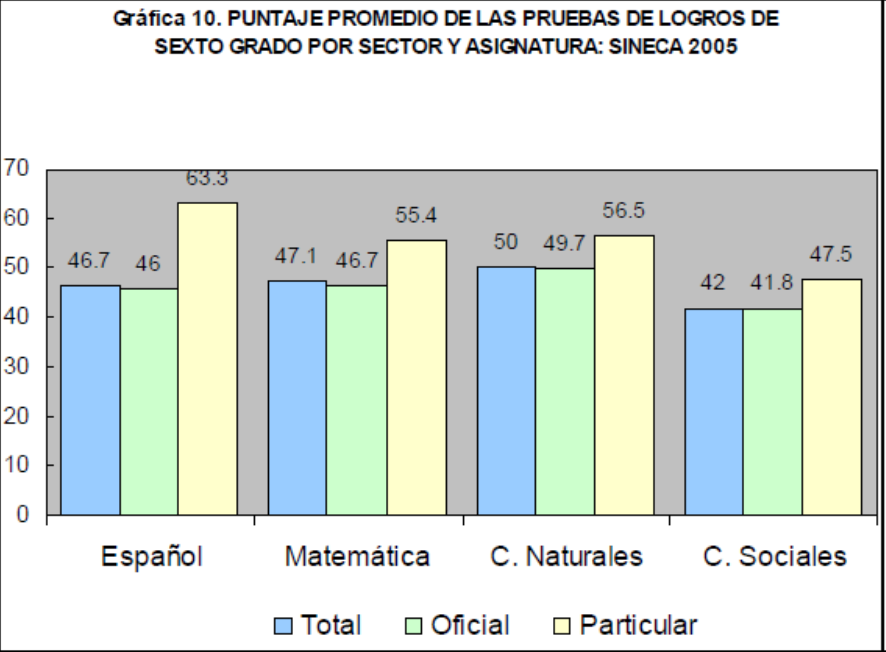 Gráfica 10. PUNTAJE PROMEDIO DE LAS PRUEBAS DE LOGROS DE
SEXTO GRADO POR SECTOR Y ASIGNATURA: SINECA 2005
70
60
50
40
30
20
10
0
46.7 46 63.3
47.1 46.7 55.4
50 49.7 56.5
42 41.8 47.5
Español Matemática C. Naturales C. Sociales
Total Oficial Particular